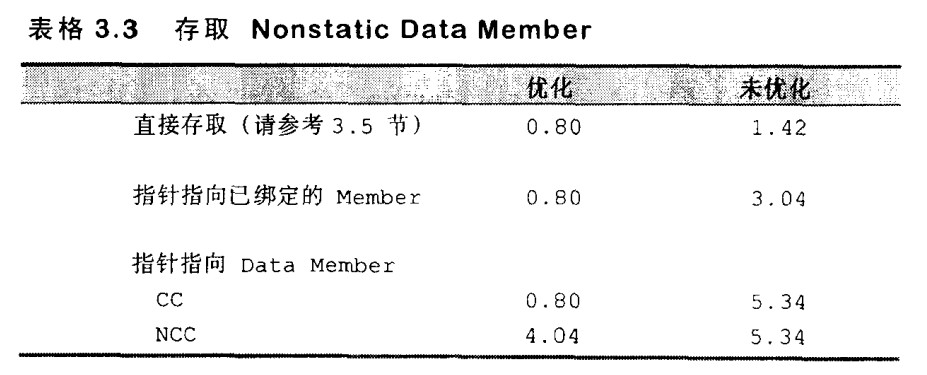 表格 3.3 存取 Nonstatic Data Member
优化 未优化
直接存取（请参考 3.5 节） 0.80 1.42
指针指向已绑定的 Member 0.80 3.04
指针指向 Data Member
CC 0.80 5.34
NCC 4.04 5.34